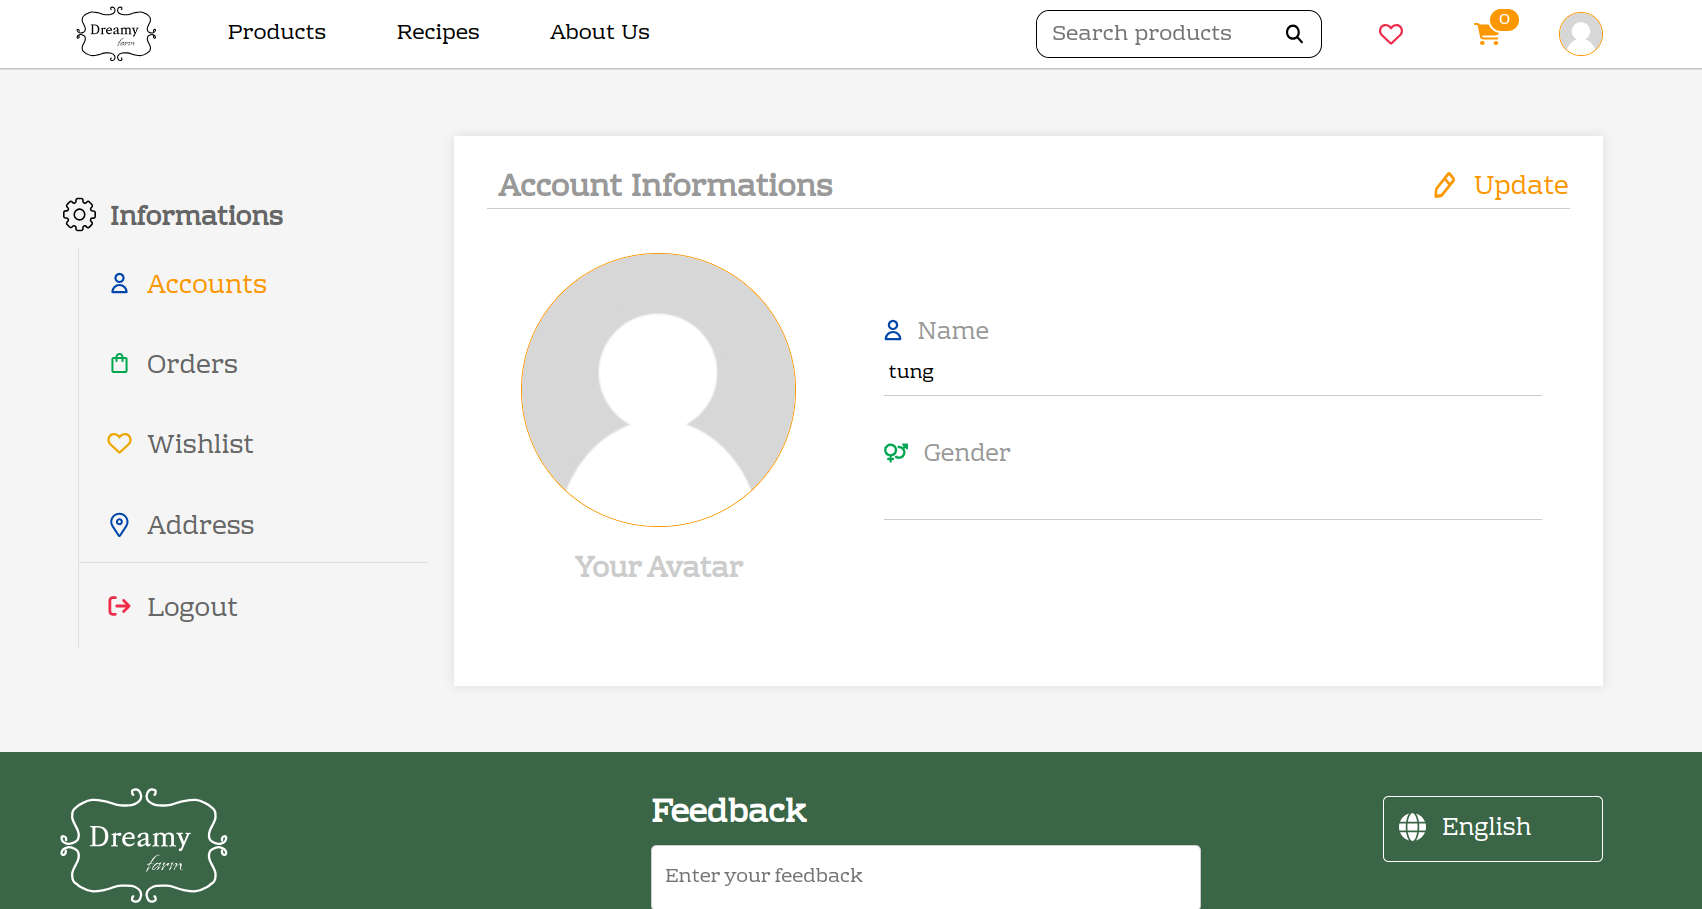 Dreamy
farm
Products
Recipes
About Us
Search products
0
Informations
Accounts
Orders
Wishlist
Address
Logout
Account Informations
Update
Your Avatar
Name
tung
Gender
Dreamy
farm
Feedback
Enter your feedback
English